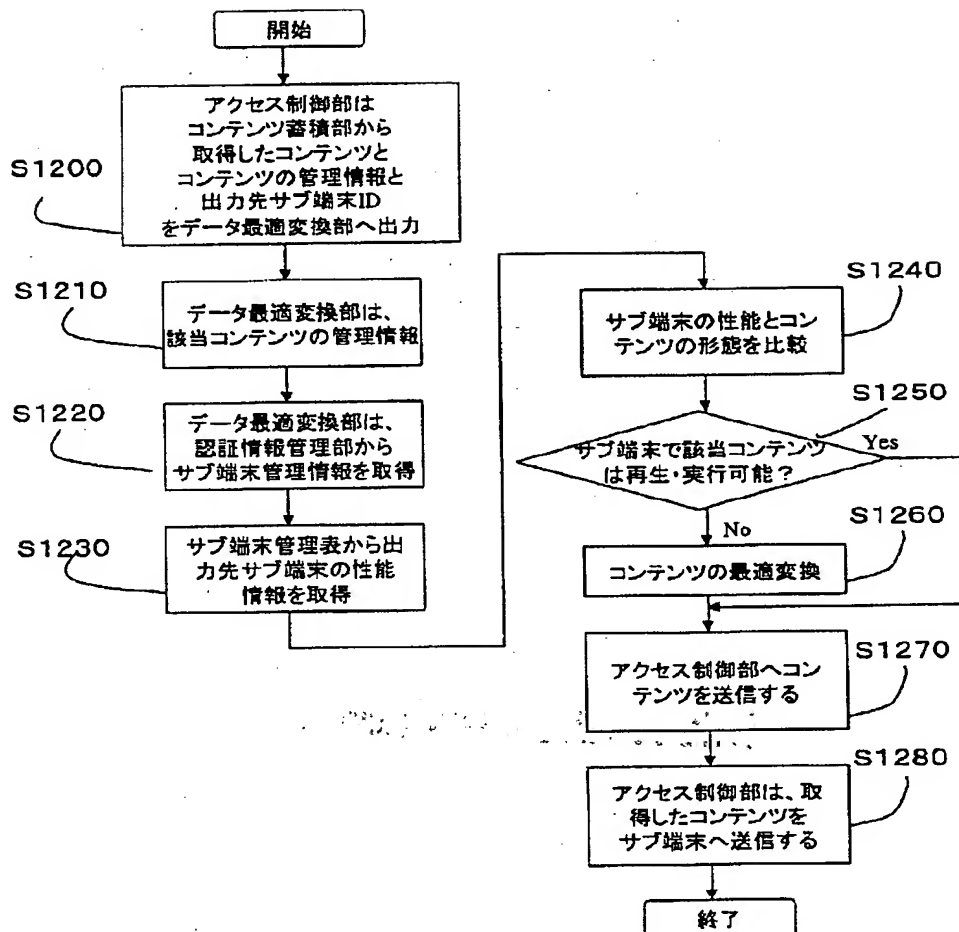 開始
アクセス制御部は
コンテンツ蓄積部から
取得したコンテンツと
コンテンツの管理情報と
出力先サブ端末ID
をデータ最適変換部へ出力
S1200
S1210
データ最適変換部は、
該当コンテンツの管理情報
S1220
データ最適変換部は、
認証情報管理部から
サブ端末管理情報を取得
S1230
サブ端末管理表から出
力先サブ端末の性能
情報を取得
S1240
サブ端末の性能とコン
テンツの形態を比較
S1250
サブ端末で該当コンテンツ
は再生・実行可能?
Yes
No
S1260
コンテンツの最適変換
S1270
アクセス制御部へコン
テンツを送信する
S1280
アクセス制御部は、取
得したコンテンツを
サブ端末へ送信する
終了